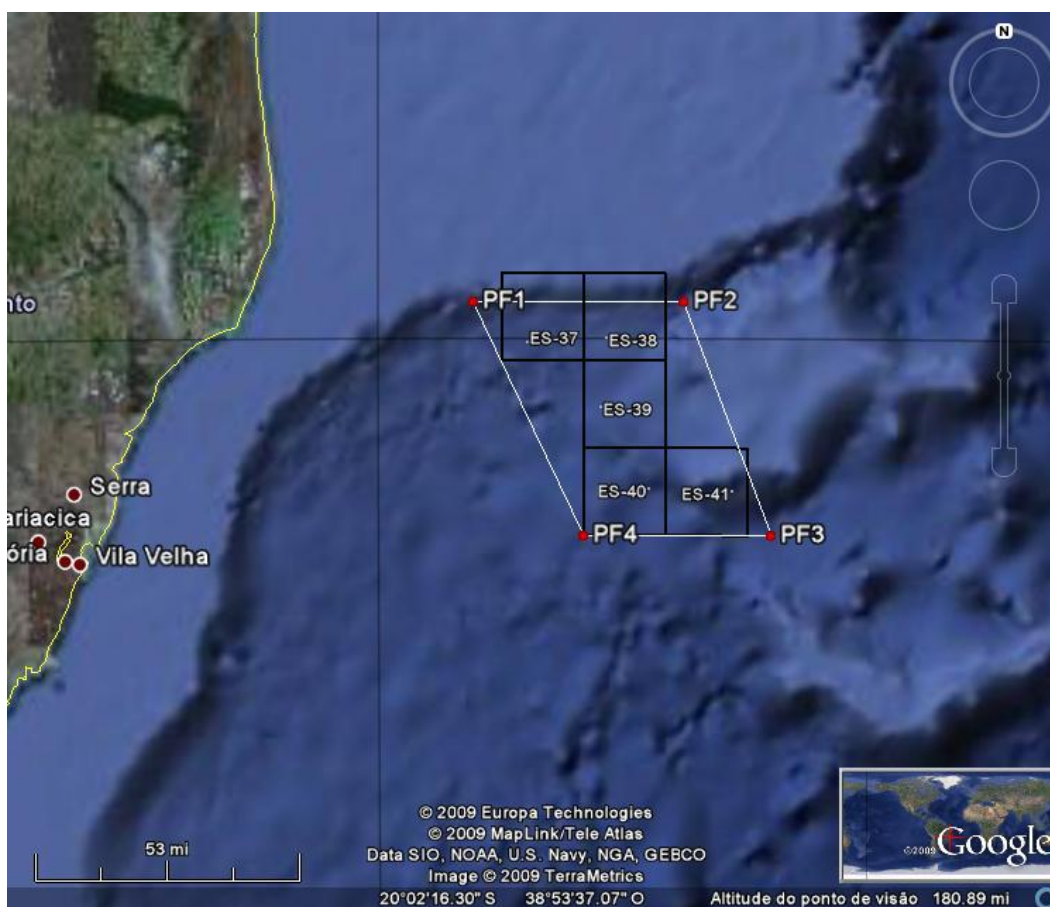 N
nto
PF1
PF2
ES-37
ES-38
ES-39
ES-40
ES-41
PF4
PF3
Serra
ariacica
ória
Vila Velha
© 2009 Europa Technologies
© 2009 MapLink/Tele Atlas
Data SIO, NOAA, U.S. Navy, NGA, GEBCO
Image © 2009 TerraMetrics
53 mi
©2009 Google
20°02'16.30" S 38°53'37.07" O
Altitude do ponto de visão 180.89 mi